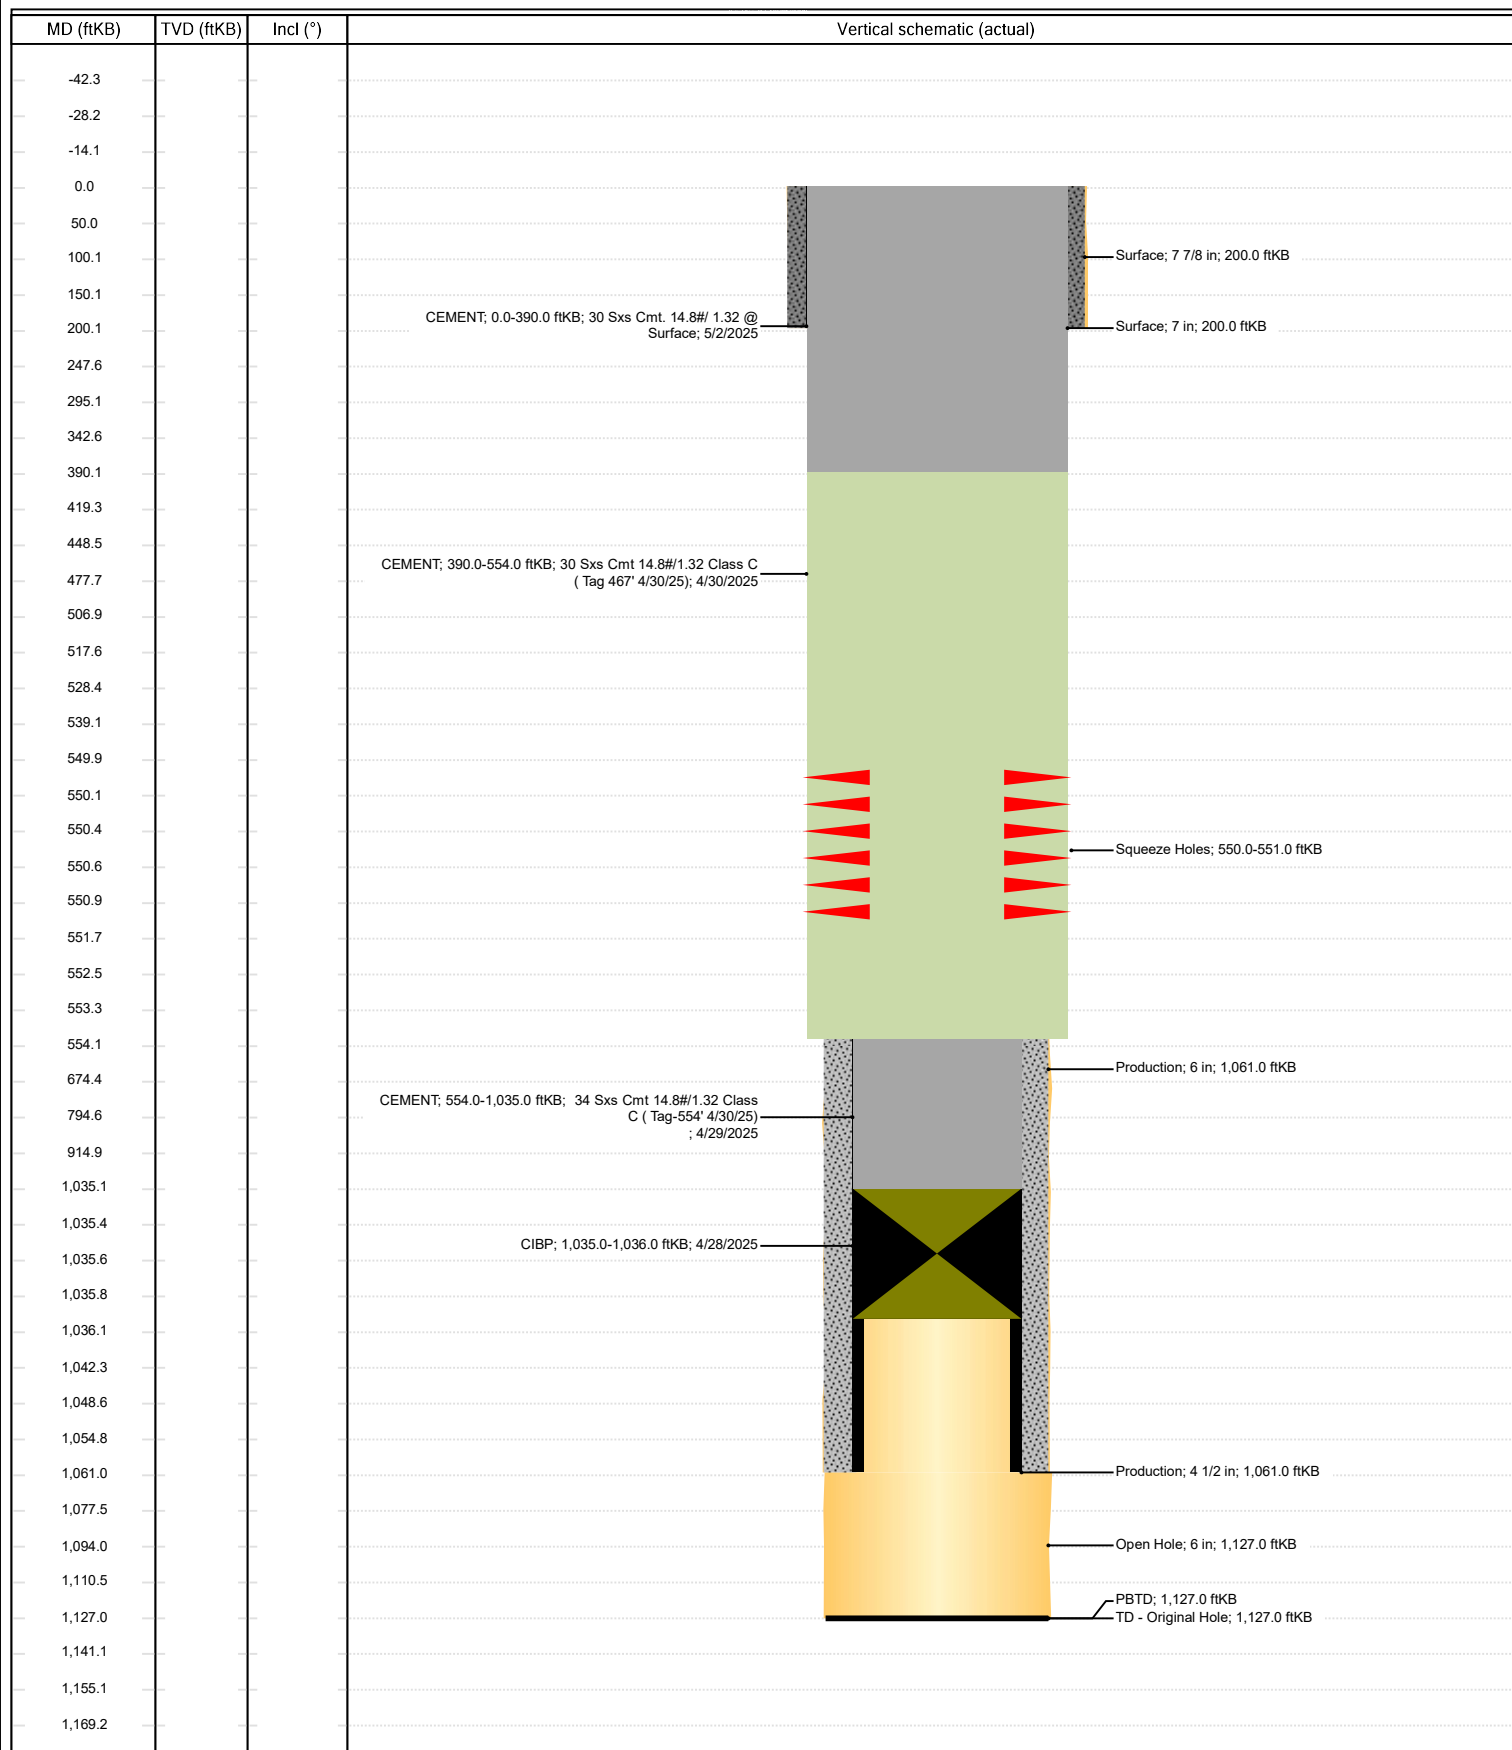 MD (ftKB) TVD (ftKB) Incl (°) Vertical schematic (actual)
-42.3
-28.2
-14.1
0.0
50.0
100.1 Surface; 7 7/8 in; 200.0 ftKB
150.1
CEMENT; 0.0-390.0 ftKB; 30 Sxs Cmt. 14.8#/ 1.32 @
Surface; 5/2/2025
200.1 Surface; 7 in; 200.0 ftKB
247.6
295.1
342.6
390.1
419.3
448.5
CEMENT; 390.0-554.0 ftKB; 30 Sxs Cmt 14.8#/1.32 Class C
( Tag 467' 4/30/25); 4/30/2025
477.7
506.9
517.6
528.4
539.1
549.9
550.1
550.4
Squeeze Holes; 550.0-551.0 ftKB
550.6
550.9
551.7
552.5
553.3
554.1
Production; 6 in; 1,061.0 ftKB
674.4
CEMENT; 554.0-1,035.0 ftKB;  34 Sxs Cmt 14.8#/1.32 Class
C ( Tag-554' 4/30/25)
; 4/29/2025
794.6
914.9
1,035.1
1,035.4
CIBP; 1,035.0-1,036.0 ftKB; 4/28/2025
1,035.6
1,035.8
1,036.1
1,042.3
1,048.6
1,054.8
1,061.0 Production; 4 1/2 in; 1,061.0 ftKB
1,077.5
1,094.0 Open Hole; 6 in; 1,127.0 ftKB
1,110.5
PBTD; 1,127.0 ftKB
1,127.0 TD - Original Hole; 1,127.0 ftKB
1,141.1
1,155.1
1,169.2